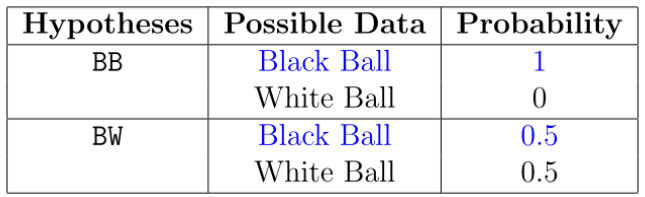 Hypotheses Possible Data Probability
BB Black Ball 1
White Ball 0
BW Black Ball 0.5
White Ball 0.5